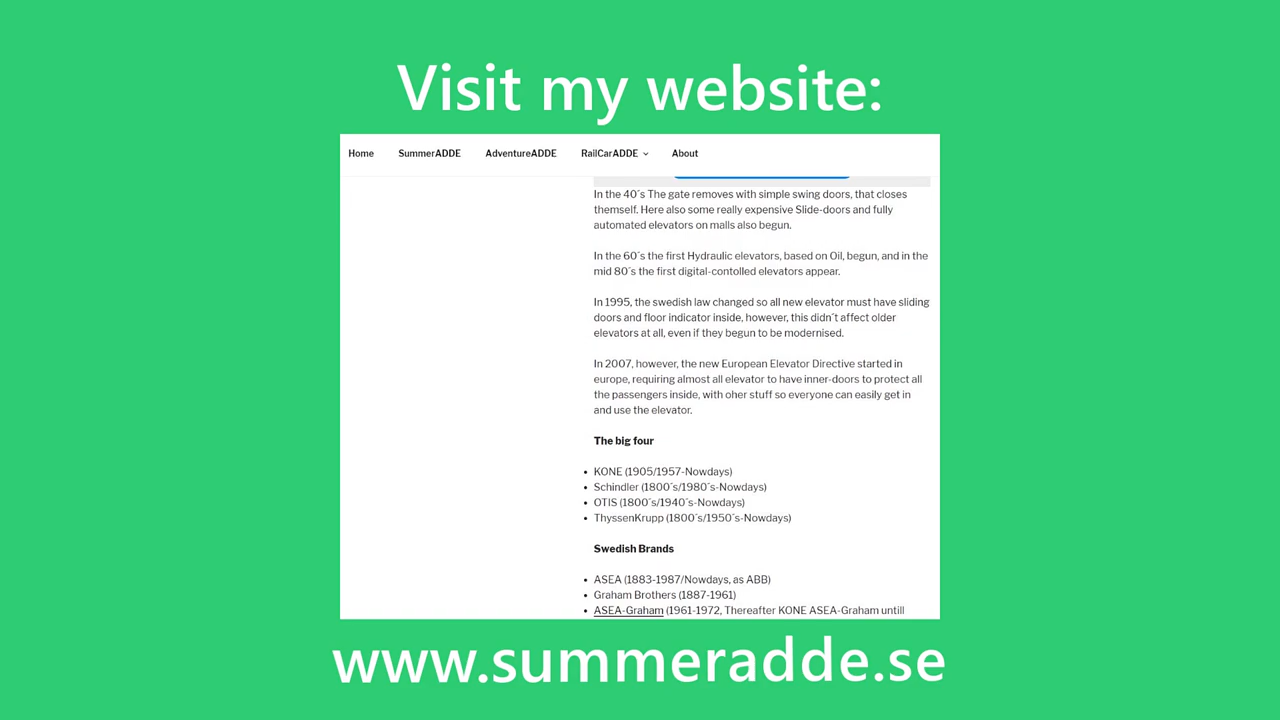 Visit my website:
Home SummerADDE AdventureADDE RailCarADDE About
In the 40´s The gate removes with simple swing doors, that closes
themself. Here also some really expensive Slide-doors and fully
automated elevators on malls also begun.
In the 60´s the first Hydraulic elevators, based on Oil, begun, and in the
mid 80´s the first digital-contolled elevators appear.
In 1995, the swedish law changed so all new elevator must have sliding
doors and floor indicator inside, however, this didn´t affect older
elevators at all, even if they begun to be modernised.
In 2007, however, the new European Elevator Directive started in
europe, requiring almost all elevator to have inner-doors to protect all
the passengers inside, with oher stuff so everyone can easily get in
and use the elevator.
The big four
• KONE (1905/1957-Nowdays)
• Schindler (1800´s/1980´s-Nowdays)
• OTIS (1800´s/1940´s-Nowdays)
• ThyssenKrupp (1800´s/1950´s-Nowdays)
Swedish Brands
• ASEA (1883-1987/Nowdays, as ABB)
• Graham Brothers (1887-1961)
• ASEA-Graham (1961-1972, Thereafter KONE ASEA-Graham untill
www.summeradde.se